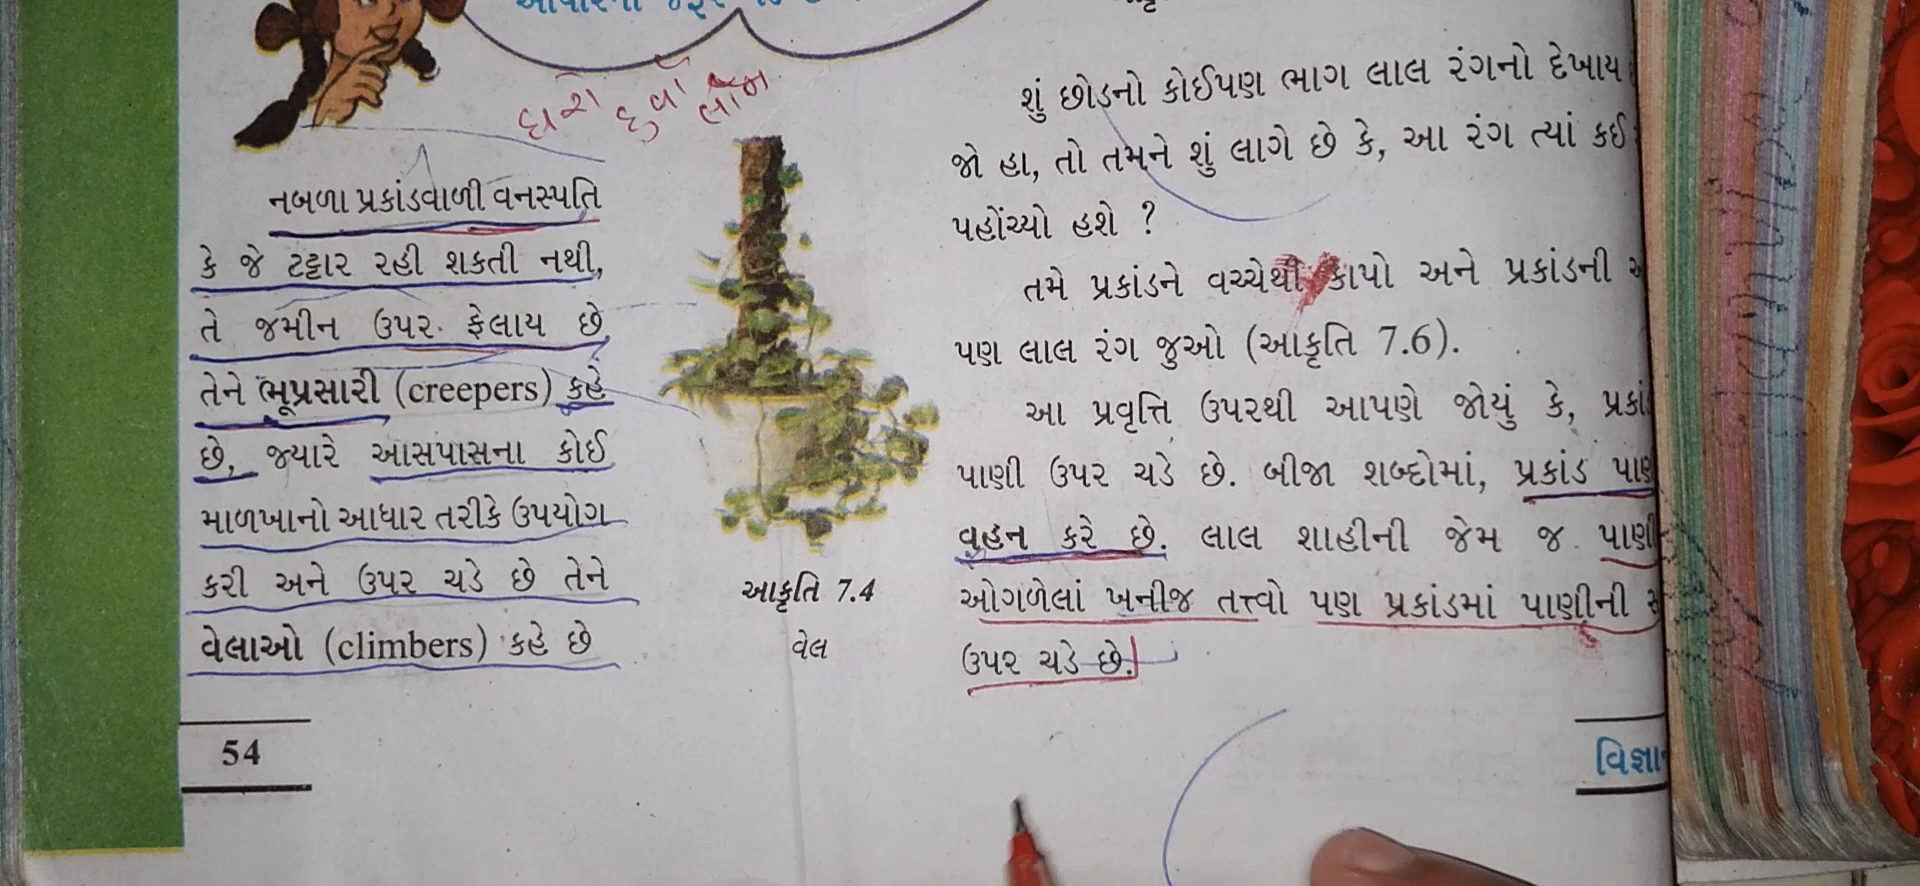 ધરો દુર્વા લોન
નબળા પ્રકાંડવાળી વનસ્પતિ
કે જે ટટ્ટાર રહી શકતી નથી,
તે જમીન ઉપર ફેલાય છે,
તેને ભૂપ્રસારી (creepers) કહે
છે, જ્યારે આસપાસના કોઈ
માળખાનો આધાર તરીકે ઉપયોગ
કરી અને ઉપર ચડે છે તેને
વેલાઓ (climbers) કહે છે
આકૃતિ 7.4
વેલ
શું છોડનો કોઈપણ ભાગ લાલ રંગનો દેખાય
જો હા, તો તમને શું લાગે છે કે, આ રંગ ત્યાં કઈ
પહોંચ્યો હશે ?
તમે પ્રકાંડને વચ્ચેથી કાપો અને પ્રકાંડની
પણ લાલ રંગ જુઓ (આકૃતિ 7.6).
આ પ્રવૃત્તિ ઉપરથી આપણે જોયું કે,
પાણી ઉપર ચડે છે. બીજા શબ્દોમાં, પ્રકાંડ
વહન કરે છે. લાલ શાહીની જેમ જ પાણી
ઓગળેલાં ખનીજ તત્ત્વો પણ પ્રકાંડમાં પાણીની
ઉપર ચડે છે.
54